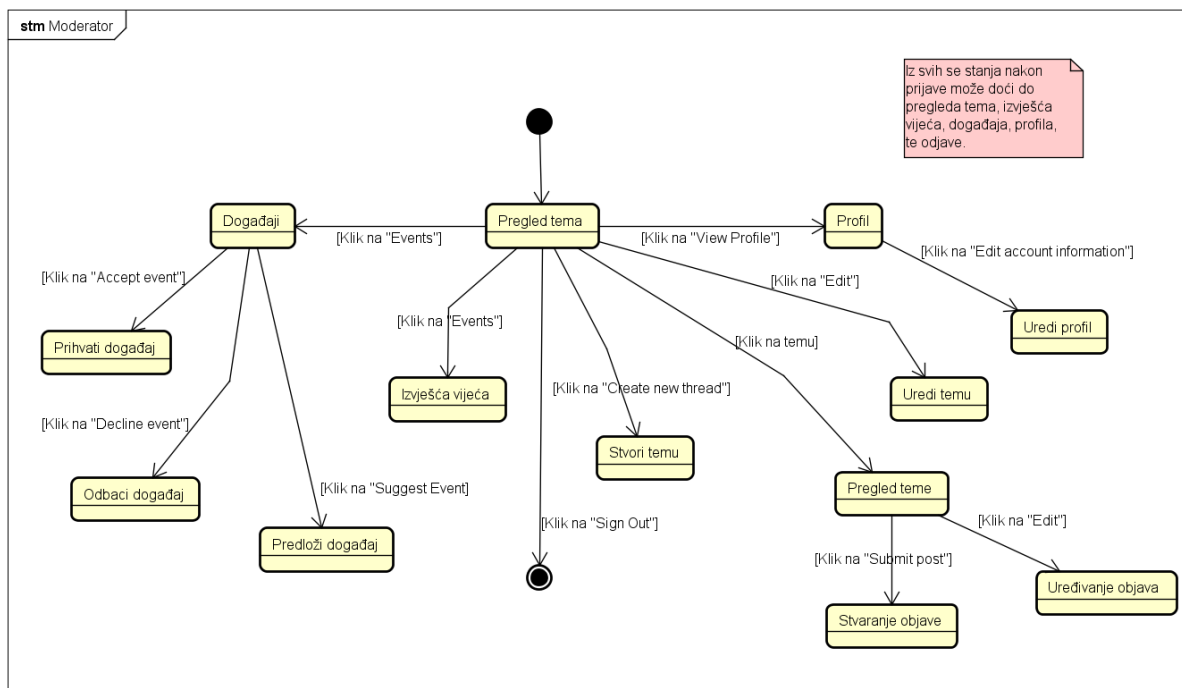 stm Moderator
Iz svih se stanja nakon
prijave može doći do
pregleda tema, izvješća
vijeća, događaja, profila,
te odjave.
Događaji
Pregled tema
Profil
[Klik na "Events"]
[Klik na "View Profile"]
[Klik na "Edit account information"]
[Klik na "Accept event"]
[Klik na "Edit"]
[Klik na "Events"]
Uredi profil
Prihvati događaj
[Klik na temu]
Izvješća vijeća
[Klik na "Create new thread"]
Uredi temu
[Klik na "Decline event"]
Stvori temu
Odbaci događaj
[Klik na "Suggest Event]
Pregled teme
[Klik na "Sign Out"]
[Klik na "Edit"]
Predloži događaj
[Klik na "Submit post"]
Uređivanje objava
Stvaranje objave